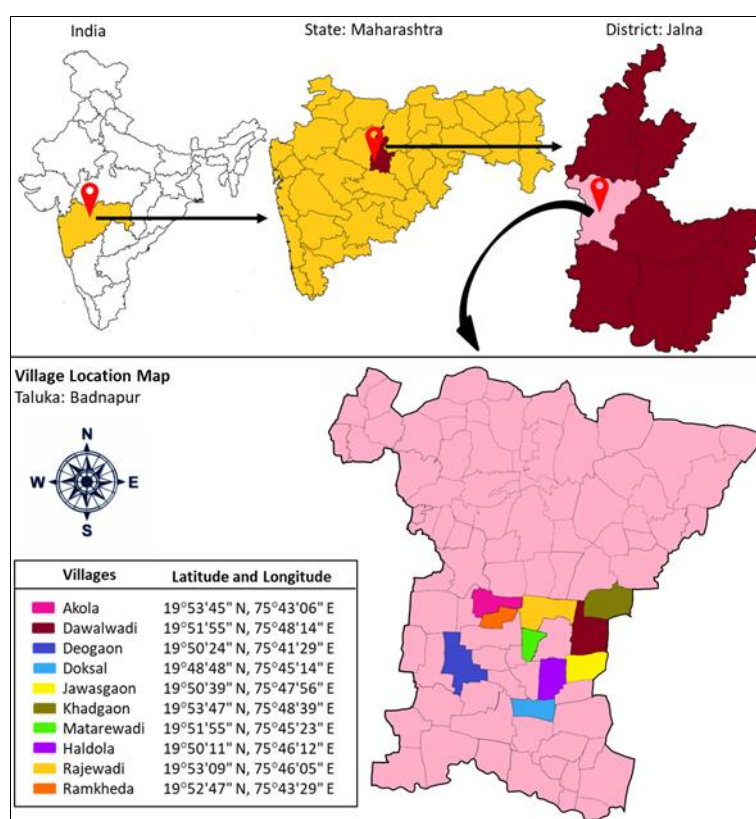 India
State: Maharashtra
District: Jalna
Village Location Map
Taluka: Badnapur
N
W E
S
Villages Latitude and Longitude
Akola 19°53'45" N, 75°43'06" E
Dawalwadi 19°51'55" N, 75°48'14" E
Deogaon 19°50'24" N, 75°41'29" E
Doksal 19°48'48" N, 75°45'14" E
Jawasgaon 19°50'39" N, 75°47'56" E
Khadgaon 19°53'47" N, 75°48'39" E
Matarewadi 19°51'55" N, 75°45'23" E
Haldola 19°50'11" N, 75°46'12" E
Rajewadi 19°53'09" N, 75°46'05" E
Ramkheda 19°52'47" N, 75°43'29" E